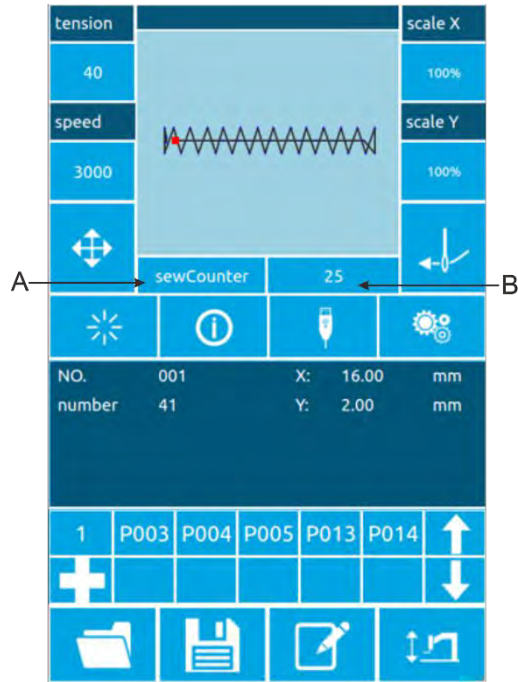 tension
scale X
40
100%
speed
scale Y
3000
100%
A
sewCounter
25
B
NO. 001 X: 16.00 mm
number 41 Y: 2.00 mm
1 P003 P004 P005 P013 P014